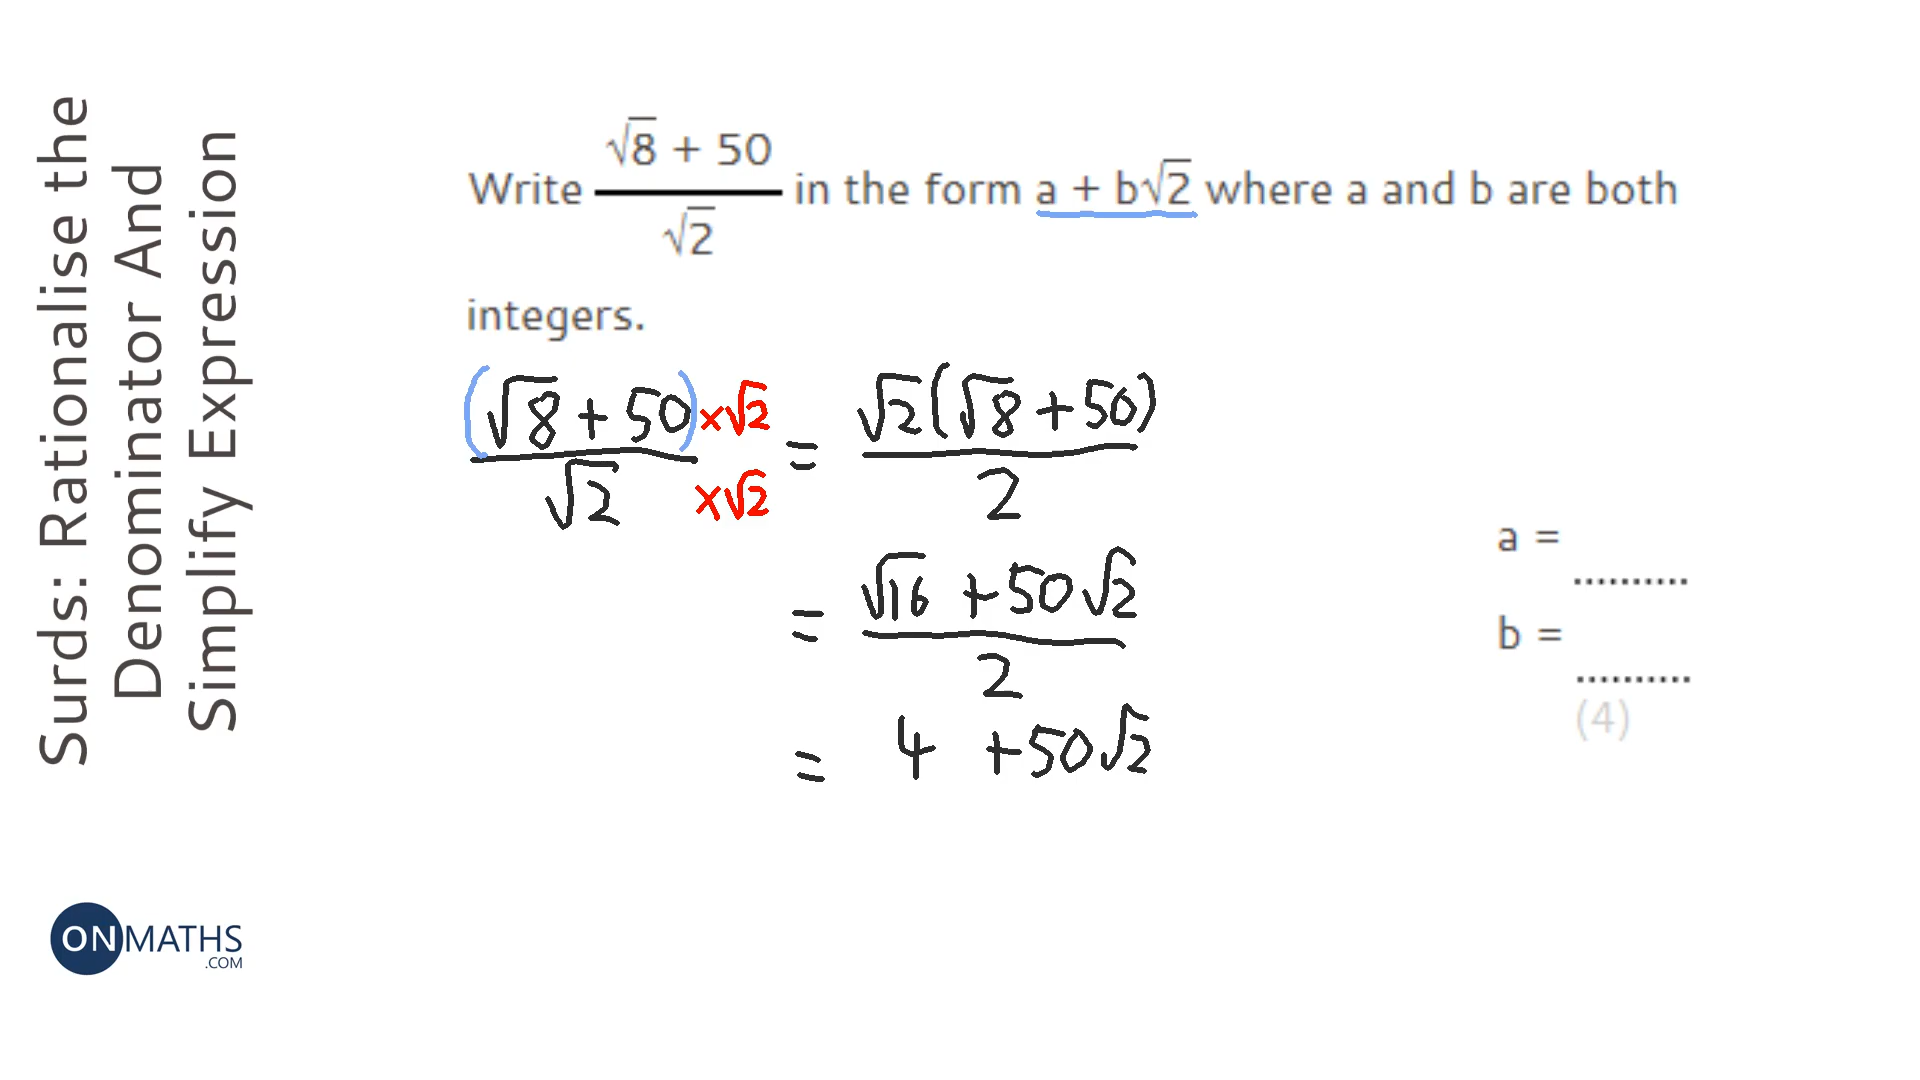 Surds: Rationalise the
Denominator And
Simplify Expression
Write (√8 + 50)/√2 in the form a + b√2 where a and b are both
integers.
(√8 + 50) ×√2 / √2 ×√2 = √2(√8 + 50) / 2
= (√16 + 50√2) / 2
= 4 + 50√2
a = ..........
b = ..........
(4)
ONMATHS
.COM